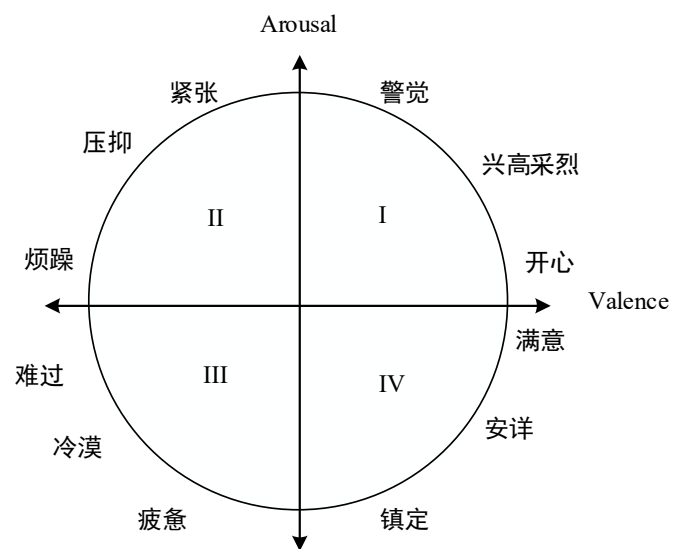 Arousal
紧张
警觉
压抑
兴高采烈
II
I
烦躁
开心
Valence
满意
难过
III
IV
安详
冷漠
疲惫
镇定